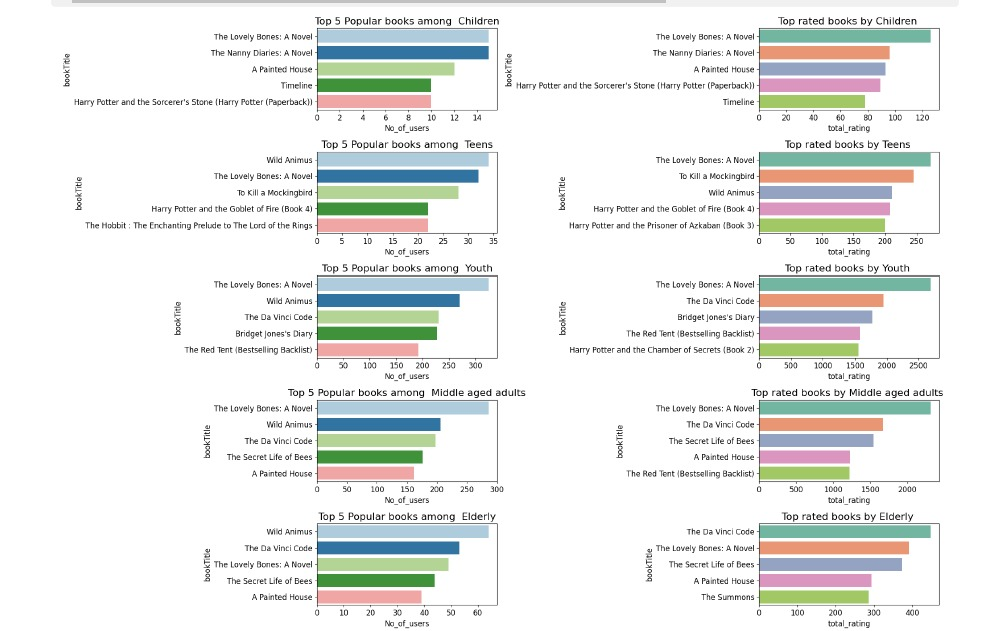 Top 5 Popular books among  Children
bookTitle
The Lovely Bones: A Novel
The Nanny Diaries: A Novel
A Painted House
Timeline
Harry Potter and the Sorcerer's Stone (Harry Potter (Paperback))
0 2 4 6 8 10 12 14
No_of_users
Top rated books by Children
bookTitle
The Lovely Bones: A Novel
The Nanny Diaries: A Novel
A Painted House
Harry Potter and the Sorcerer's Stone (Harry Potter (Paperback))
Timeline
0 20 40 60 80 100 120
total_rating
Top 5 Popular books among  Teens
bookTitle
Wild Animus
The Lovely Bones: A Novel
To Kill a Mockingbird
Harry Potter and the Goblet of Fire (Book 4)
The Hobbit : The Enchanting Prelude to The Lord of the Rings
0 5 10 15 20 25 30 35
No_of_users
Top rated books by Teens
bookTitle
The Lovely Bones: A Novel
To Kill a Mockingbird
Wild Animus
Harry Potter and the Goblet of Fire (Book 4)
Harry Potter and the Prisoner of Azkaban (Book 3)
0 50 100 150 200 250
total_rating
Top 5 Popular books among  Youth
bookTitle
The Lovely Bones: A Novel
Wild Animus
The Da Vinci Code
Bridget Jones's Diary
The Red Tent (Bestselling Backlist)
0 50 100 150 200 250 300
No_of_users
Top rated books by Youth
bookTitle
The Lovely Bones: A Novel
The Da Vinci Code
Bridget Jones's Diary
The Red Tent (Bestselling Backlist)
Harry Potter and the Chamber of Secrets (Book 2)
0 500 1000 1500 2000 2500
total_rating
Top 5 Popular books among  Middle aged adults
bookTitle
The Lovely Bones: A Novel
Wild Animus
The Da Vinci Code
The Secret Life of Bees
A Painted House
0 50 100 150 200 250 300
No_of_users
Top rated books by Middle aged adults
bookTitle
The Lovely Bones: A Novel
The Da Vinci Code
The Secret Life of Bees
A Painted House
The Red Tent (Bestselling Backlist)
0 500 1000 1500 2000
total_rating
Top 5 Popular books among  Elderly
bookTitle
Wild Animus
The Da Vinci Code
The Lovely Bones: A Novel
The Secret Life of Bees
A Painted House
0 10 20 30 40 50 60
No_of_users
Top rated books by Elderly
bookTitle
The Da Vinci Code
The Lovely Bones: A Novel
The Secret Life of Bees
A Painted House
The Summons
0 100 200 300 400
total_rating